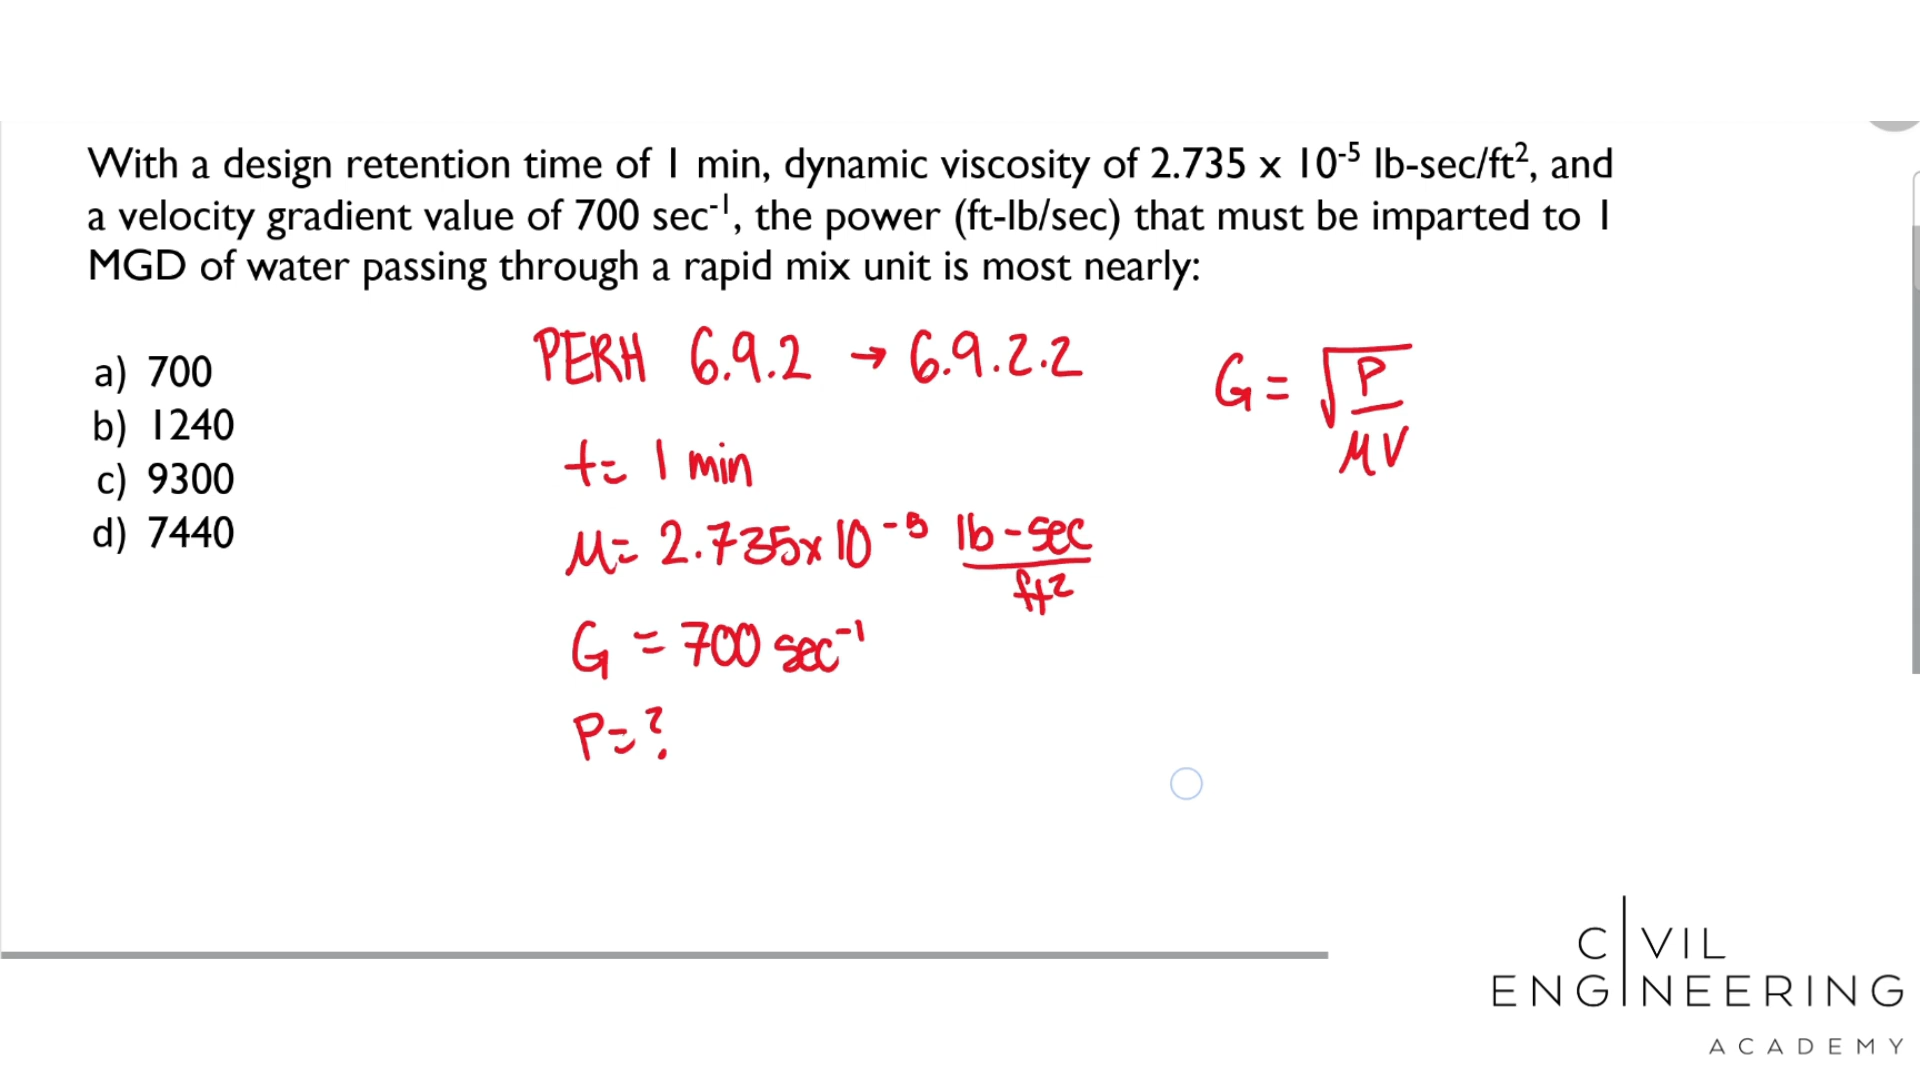 With a design retention time of 1 min, dynamic viscosity of 2.735 x 10⁻⁵ lb-sec/ft², and
a velocity gradient value of 700 sec⁻¹, the power (ft-lb/sec) that must be imparted to 1
MGD of water passing through a rapid mix unit is most nearly:
a) 700
b) 1240
c) 9300
d) 7440
PERH 6.9.2 → 6.9.2.2
t = 1 min
μ = 2.735x10⁻⁵ lb-sec/ft²
G = 700 sec⁻¹
P = ?
G = √P/μV
CIVIL
ENGINEERING
ACADEMY